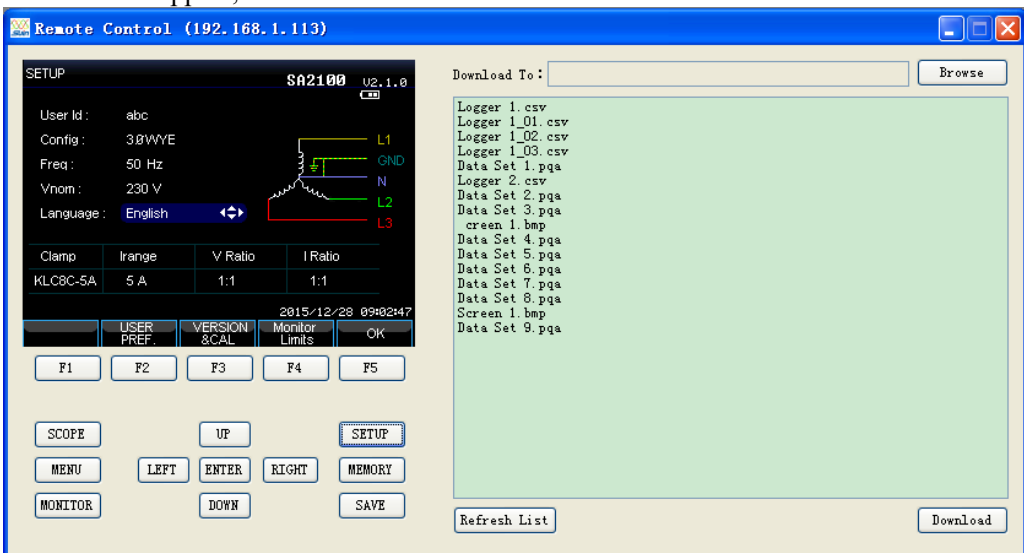 Remote Control (192.168.1.113)
SETUP
SA2100 V2.1.0
User Id : abc
Config : 3ØWYE
Freq : 50 Hz
Vnom : 230 V
Language : English
L1
GND
N
L2
L3
Clamp Irange V Ratio I Ratio
KLC8C-5A 5 A 1:1 1:1
2015/12/28 09:02:47
USER PREF. VERSION &CAL Monitor Limits OK
F1 F2 F3 F4 F5
SCOPE UP SETUP
MENU LEFT ENTER RIGHT MEMORY
MONITOR DOWN SAVE
Download To: Browse
Logger 1.csv
Logger 1_01.csv
Logger 1_02.csv
Logger 1_03.csv
Data Set 1.pqa
Logger 2.csv
Data Set 2.pqa
Data Set 3.pqa
creen 1.bmp
Data Set 4.pqa
Data Set 5.pqa
Data Set 6.pqa
Data Set 7.pqa
Data Set 8.pqa
Screen 1.bmp
Data Set 9.pqa
Refresh List Download